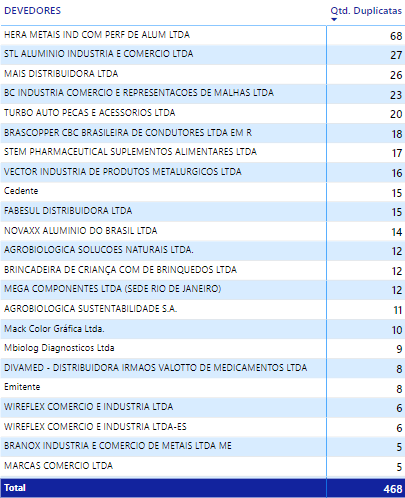 DEVEDORES Qtd. Duplicatas
HERA METAIS IND COM PERF DE ALUM LTDA 68
STL ALUMINIO INDUSTRIA E COMERCIO LTDA 27
MAIS DISTRIBUIDORA LTDA 26
BC INDUSTRIA COMERCIO E REPRESENTACOES DE MALHAS LTDA 23
TURBO AUTO PECAS E ACESSORIOS LTDA 20
BRASCOPPER CBC BRASILEIRA DE CONDUTORES LTDA EM R 18
STEM PHARMACEUTICAL SUPLEMENTOS ALIMENTARES LTDA 17
VECTOR INDUSTRIA DE PRODUTOS METALURGICOS LTDA 16
Cedente 15
FABESUL DISTRIBUIDORA LTDA 15
NOVAXX ALUMINIO DO BRASIL LTDA 14
AGROBIOLOGICA SOLUCOES NATURAIS LTDA. 12
BRINCADEIRA DE CRIANÇA COM DE BRINQUEDOS LTDA 12
MEGA COMPONENTES LTDA (SEDE RIO DE JANEIRO) 12
AGROBIOLOGICA SUSTENTABILIDADE S.A. 11
Mack Color Gráfica Ltda. 10
Mbiolog Diagnosticos Ltda 9
DIVAMED - DISTRIBUIDORA IRMAOS VALOTTO DE MEDICAMENTOS LTDA 8
Emitente 8
WIREFLEX COMERCIO E INDUSTRIA LTDA 6
WIREFLEX COMERCIO E INDUSTRIA LTDA-ES 6
BRANOX INDUSTRIA E COMERCIO DE METAIS LTDA ME 5
MARCAS COMERCIO LTDA 5
Total 468